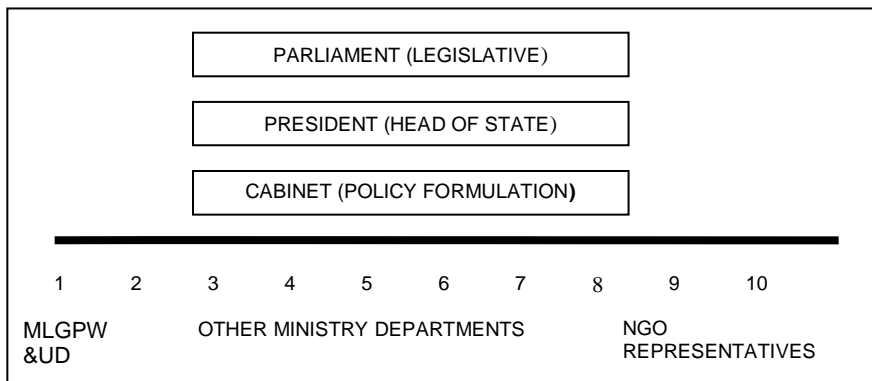 PARLIAMENT (LEGISLATIVE)
PRESIDENT (HEAD OF STATE)
CABINET (POLICY FORMULATION)
1 2 3 4 5 6 7 8 9 10
MLGPW
&UD
OTHER MINISTRY DEPARTMENTS
NGO
REPRESENTATIVES